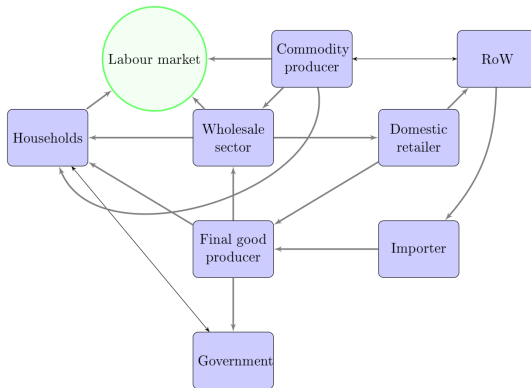 Labour market
Commodity
producer
RoW
Households
Wholesale
sector
Domestic
retailer
Final good
producer
Importer
Government